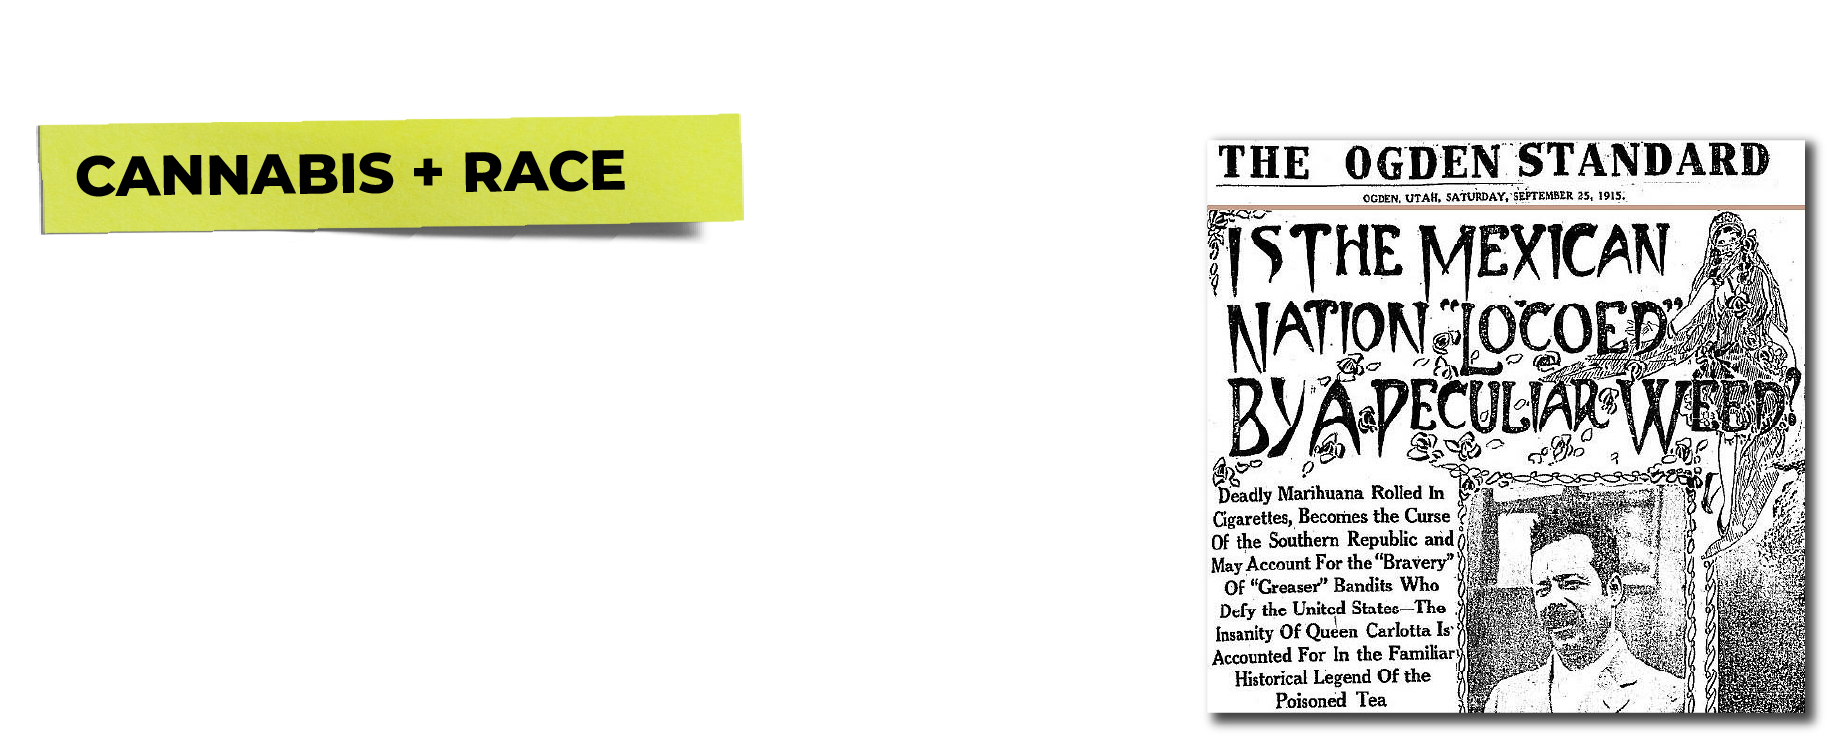 CANNABIS + RACE
THE OGDEN STANDARD
OGDEN, UTAH, SATURDAY, SEPTEMBER 25, 1915.
IS THE MEXICAN
NATION "LOCOED"
BY A PECULIAR WEED?
Deadly Marihuana Rolled In
Cigarettes, Becomes the Curse
Of the Southern Republic and
May Account For the "Bravery"
Of "Greaser" Bandits Who
Defy the United States—The
Insanity Of Queen Carlotta Is
Accounted For In the Familiar
Historical Legend Of the
Poisoned Tea